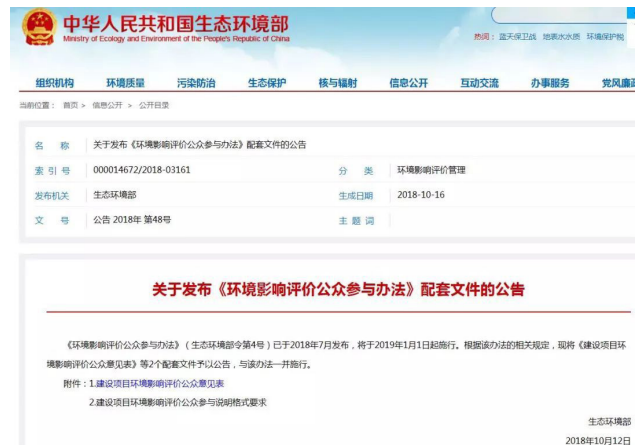 中华人民共和国生态环境部
Ministry of Ecology and Environment of the People's Republic of China
热词： 蓝天保卫战 地表水水质 环境保护税
组织机构 环境质量 污染防治 生态保护 核与辐射 信息公开 互动交流 办事服务 党风廉政
当前位置： 首页 > 信息公开 > 公开目录
名 称 关于发布《环境影响评价公众参与办法》配套文件的公告
索 引 号 000014672/2018-03161 分 类 环境影响评价管理
发布机关 生态环境部 生成日期 2018-10-16
文 号 公告 2018年 第48号 主 题 词
关于发布《环境影响评价公众参与办法》配套文件的公告
《环境影响评价公众参与办法》（生态环境部令第4号）已于2018年7月发布，将于2019年1月1日起施行。根据该办法的相关规定，现将《建设项目环
境影响评价公众意见表》等2个配套文件予以公告，与该办法一并施行。
附件：1.建设项目环境影响评价公众意见表
2.建设项目环境影响评价公众参与说明格式要求
生态环境部
2018年10月12日